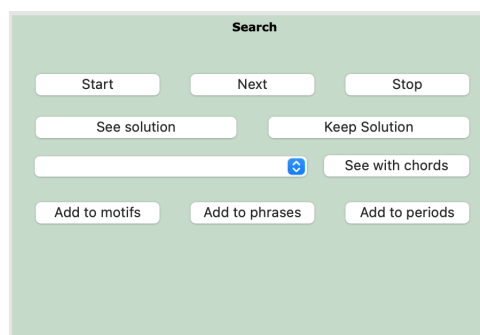 Search
Start Next Stop
See solution Keep Solution
See with chords
Add to motifs Add to phrases Add to periods